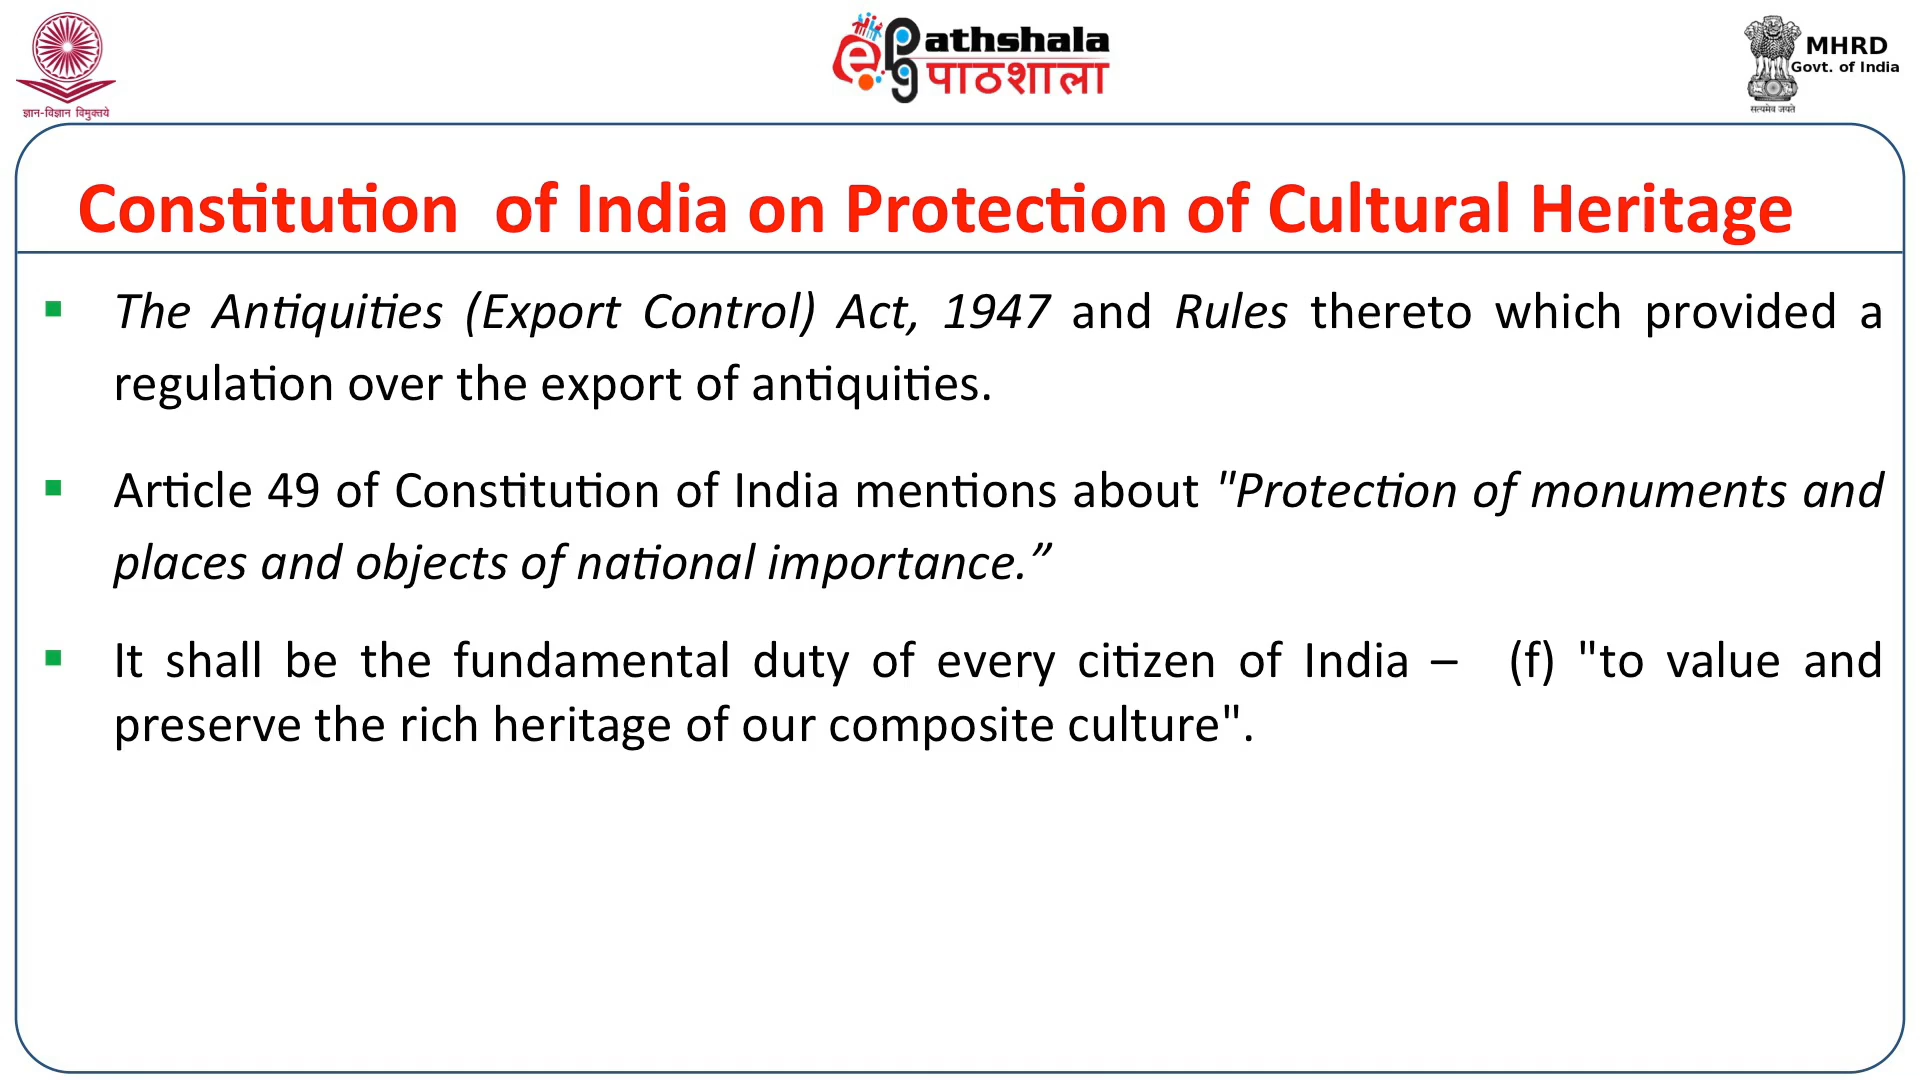 ज्ञान-विज्ञान विमुक्तये
e
Pathshala
पाठशाला
pg
MHRD
Govt. of India
सत्यमेव जयते
Constitution of India on Protection of Cultural Heritage
The Antiquities (Export Control) Act, 1947 and Rules thereto which provided a
regulation over the export of antiquities.
Article 49 of Constitution of India mentions about "Protection of monuments and
places and objects of national importance.”
It shall be the fundamental duty of every citizen of India – (f) "to value and
preserve the rich heritage of our composite culture".